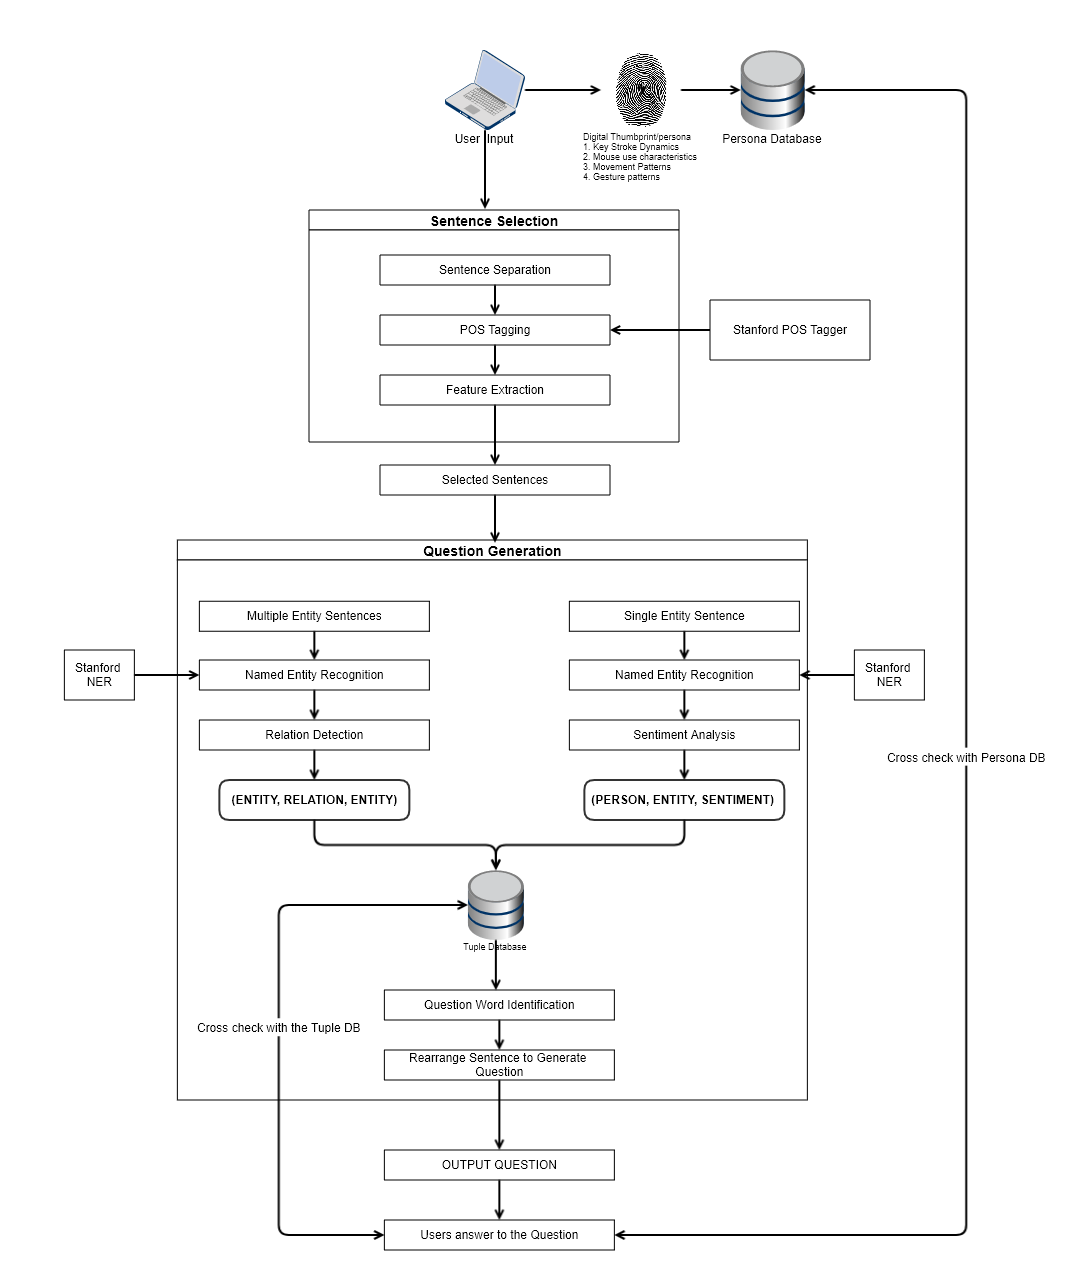 User Input
Digital Thumbprint/persona
1. Key Stroke Dynamics
2. Mouse use characteristics
3. Movement Patterns
4. Gesture patterns
Persona Database
Sentence Selection
Sentence Separation
POS Tagging
Stanford POS Tagger
Feature Extraction
Selected Sentences
Question Generation
Multiple Entity Sentences
Single Entity Sentence
Stanford
NER
Named Entity Recognition
Named Entity Recognition
Stanford
NER
Relation Detection
Sentiment Analysis
Cross check with Persona DB
(ENTITY, RELATION, ENTITY)
(PERSON, ENTITY, SENTIMENT)
Tuple Database
Question Word Identification
Cross check with the Tuple DB
Rearrange Sentence to Generate
Question
OUTPUT QUESTION
Users answer to the Question